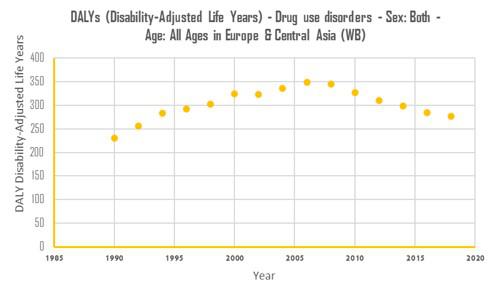 DALYs (Disability-Adjusted Life Years) - Drug use disorders - Sex: Both -
Age: All Ages in Europe & Central Asia (WB)
DALY Disability-Adjusted Life Years
400
350
300
250
200
150
100
50
0
1985 1990 1995 2000 2005 2010 2015 2020
Year